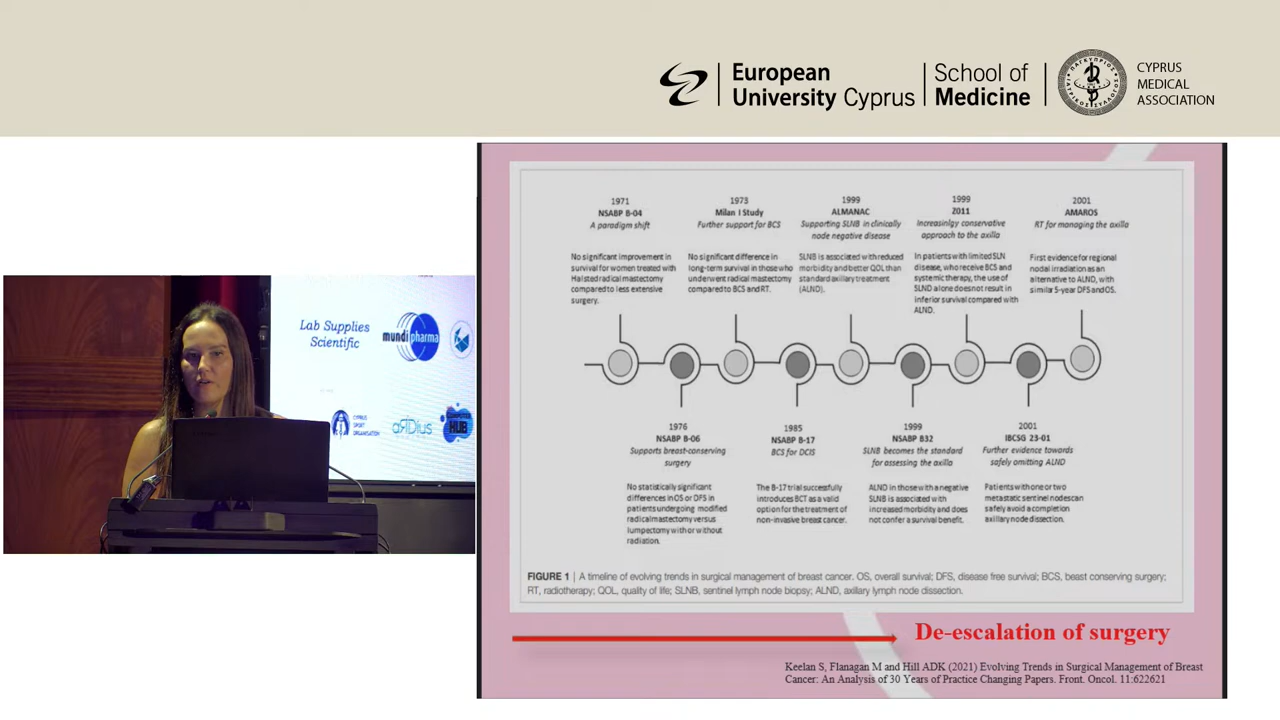 European
University Cyprus
School of
Medicine
ΠΑΓΚΥΠΡΙΟΣ
ΙΑΤΡΙΚΟΣ ΣΥΛΛΟΓΟΣ
CYPRUS
MEDICAL
ASSOCIATION
Lab Supplies
Scientific
mundipharma
CYPRUS
SPORT
ORGANISATION
COMPUTER
HUB
1971
NSABP B-04
A paradigm shift
No significant improvement in
survival for women treated with
Halsted radical mastectomy
compared to less extensive
surgery.
1973
Milan I Study
Further support for BCS
No significant difference in
long-term survival in those who
underwent radical mastectomy
compared to BCS and RT.
1999
ALMANAC
Supporting SLNB in clinically
node negative disease
SLNB is associated with reduced
morbidity and better QOL than
standard axillary treatment
(ALND).
1999
Z011
Increasinlgy conservative
approach to the axilla
In patients with limited SLN
disease, who receive BCS and
systemic therapy, the use of
SLND alone does not result in
inferior survival compared with
ALND.
2001
AMAROS
RT for managing the axilla
First evidence for regional
nodal irradiation as an
alternative to ALND, with
similar 5-year DFS and OS.
1976
NSABP B-06
Supports breast-conserving
surgery
No statistically significant
differences in OS or DFS in
patients undergoing modified
radical mastectomy versus
lumpectomy with or without
radiation.
1985
NSABP B-17
BCS for DCIS
The B-17 trial successfully
introduces BCT as a valid
option for the treatment of
non-invasive breast cancer.
1999
NSABP B32
SLNB becomes the standard
for assessing the axilla
ALND in those with a negative
SLNB is associated with
increased morbidity and does
not confer a survival benefit.
2001
IBCSG 23-01
Further evidence towards
safely omitting ALND
Patients with one or two
metastatic sentinel nodes can
safely avoid a completion
axillary node dissection.
FIGURE 1 | A timeline of evolving trends in surgical management of breast cancer. OS, overall survival; DFS, disease free survival; BCS, beast conserving surgery;
RT, radiotherapy; QOL, quality of life; SLNB, sentinel lymph node biopsy; ALND, axillary lymph node dissection.
De-escalation of surgery
Keelan S, Flanagan M and Hill ADK (2021) Evolving Trends in Surgical Management of Breast
Cancer: An Analysis of 30 Years of Practice Changing Papers. Front. Oncol. 11:622621